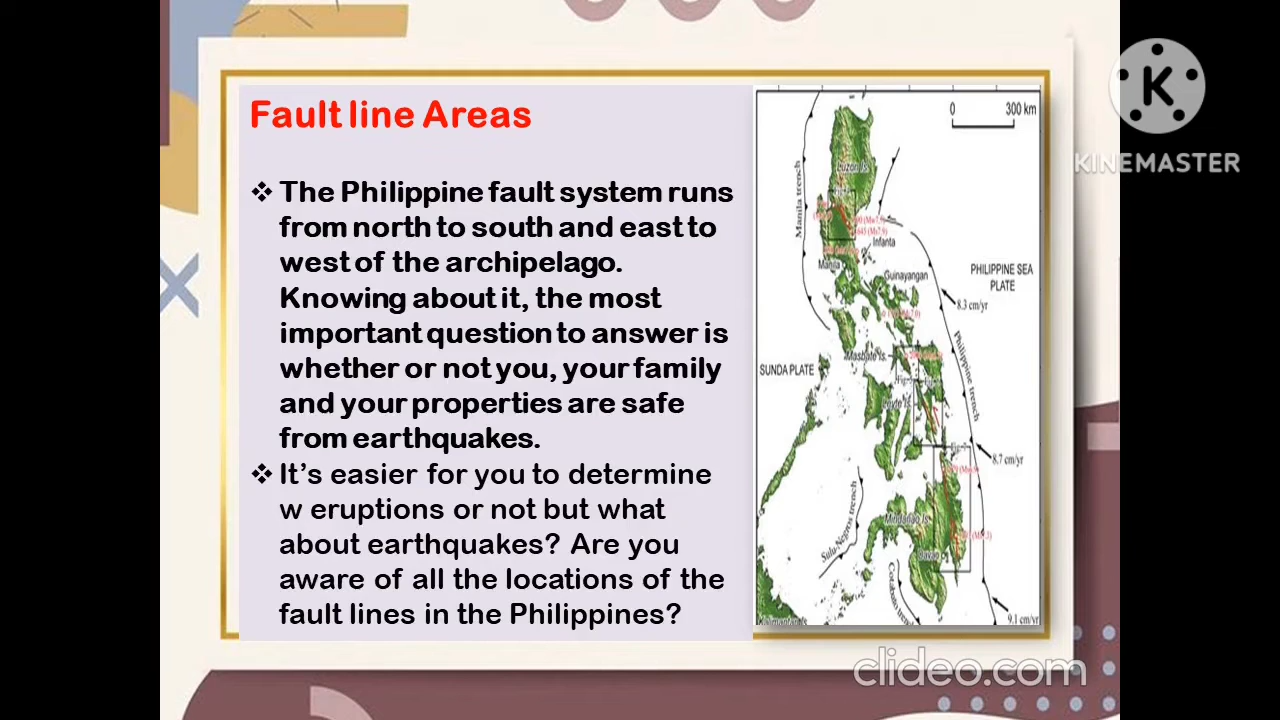 Fault line Areas
❖ The Philippine fault system runs
from north to south and east to
west of the archipelago.
Knowing about it, the most
important question to answer is
whether or not you, your family
and your properties are safe
from earthquakes.
❖ It's easier for you to determine
w eruptions or not but what
about earthquakes? Are you
aware of all the locations of the
fault lines in the Philippines?
0 300 km
Manila trench
Luzon Is.
Infanta
Manila
Guinayangan
PHILIPPINE SEA
PLATE
8.3 cm/yr
Philippine trench
Masbate Is.
SUNDA PLATE
Leyte Is.
8.7 cm/yr
Sulu-Negros trench
Mindanao Is.
Davao
Cotabato trench
9.1 cm/yr
K
KINEMASTER
clideo.com